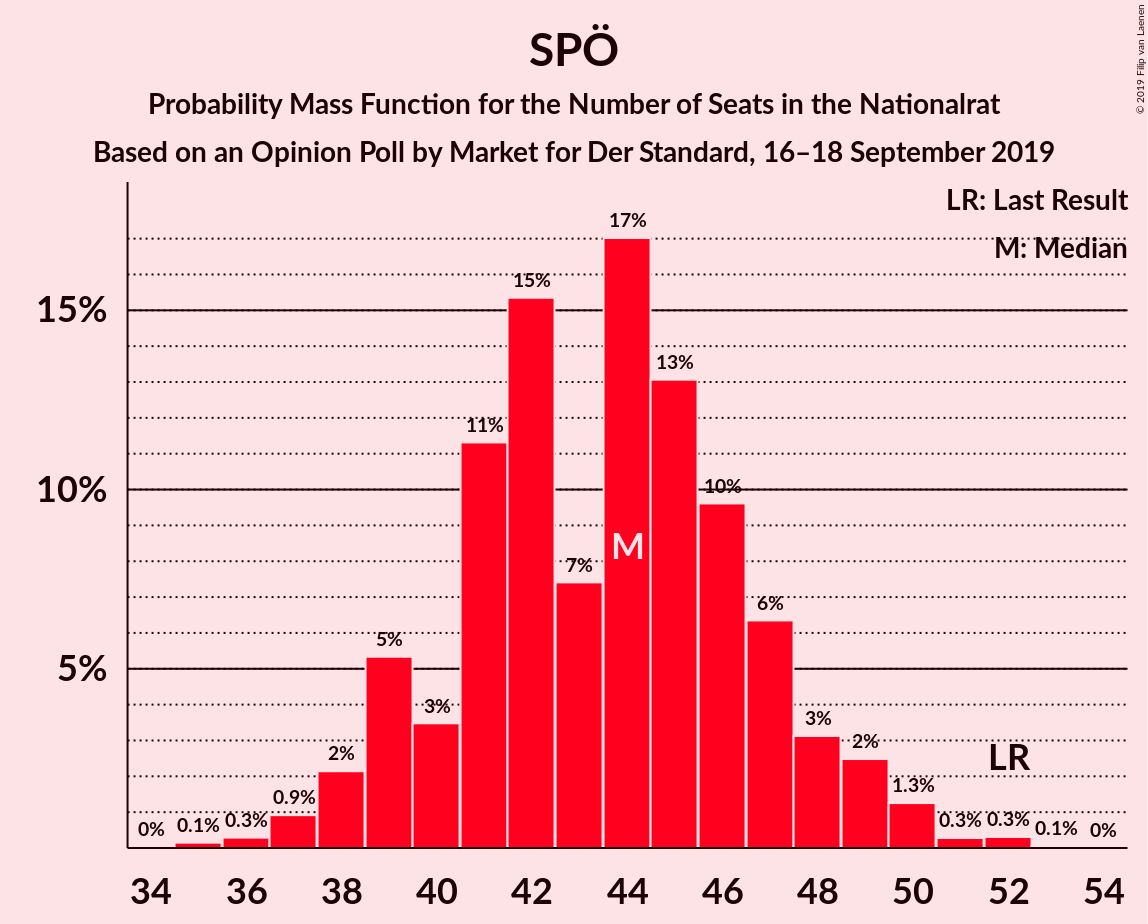 SPÖ
Probability Mass Function for the Number of Seats in the Nationalrat
Based on an Opinion Poll by Market for Der Standard, 16–18 September 2019
© 2019 Filip van Laenen
LR: Last Result
M: Median
15%
10%
5%
0%
0.1%
0.3%
0.9%
2%
5%
3%
11%
15%
7%
17%
13%
10%
6%
3%
2%
1.3%
0.3%
0.3%
0.1%
0%
M
LR
34 36 38 40 42 44 46 48 50 52 54